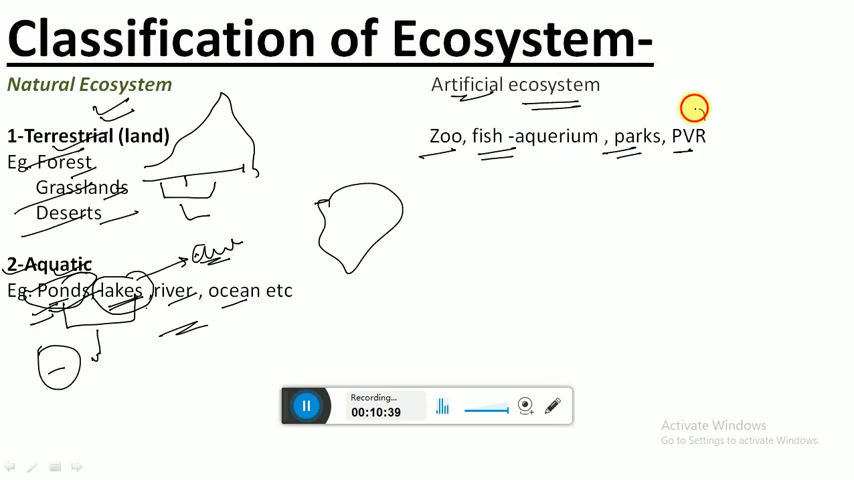 Classification of Ecosystem-
Natural Ecosystem
1-Terrestrial (land)
Eg. Forest
Grasslands
Deserts
2-Aquatic
Eg. Ponds, lakes ,river , ocean etc
Artificial ecosystem
Zoo, fish -aquerium , parks, PVR
Recording...
00:10:39
Activate Windows
Go to Settings to activate Windows.